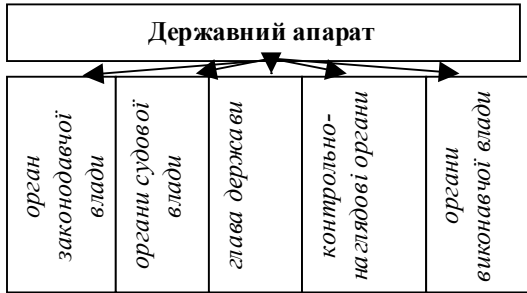 Державний апарат
орган
законодавчої
влади
органи судової
влади
глава держави
контрольно-
наглядові органи
органи
виконавчої влади